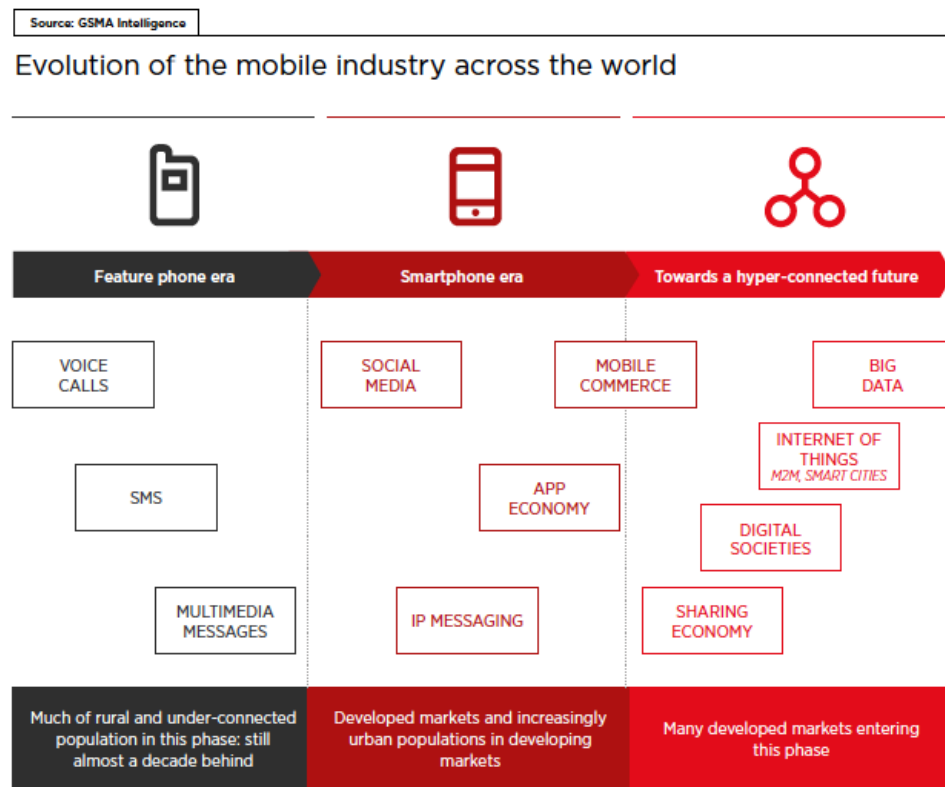 Source: GSMA Intelligence
Evolution of the mobile industry across the world
Feature phone era
Smartphone era
Towards a hyper-connected future
VOICE
CALLS
SMS
MULTIMEDIA
MESSAGES
SOCIAL
MEDIA
MOBILE
COMMERCE
APP
ECONOMY
IP MESSAGING
BIG
DATA
INTERNET OF
THINGS
M2M, SMART CITIES
DIGITAL
SOCIETIES
SHARING
ECONOMY
Much of rural and under-connected
population in this phase: still
almost a decade behind
Developed markets and increasingly
urban populations in developing
markets
Many developed markets entering
this phase